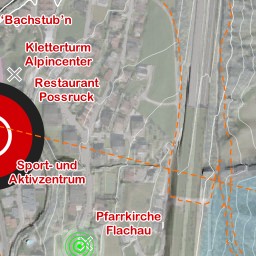 'Bachstub'n
Kletterturm
Alpincenter
Restaurant
Possruck
Sport- und
Aktivzentrum
Pfarrkirche
Flachau